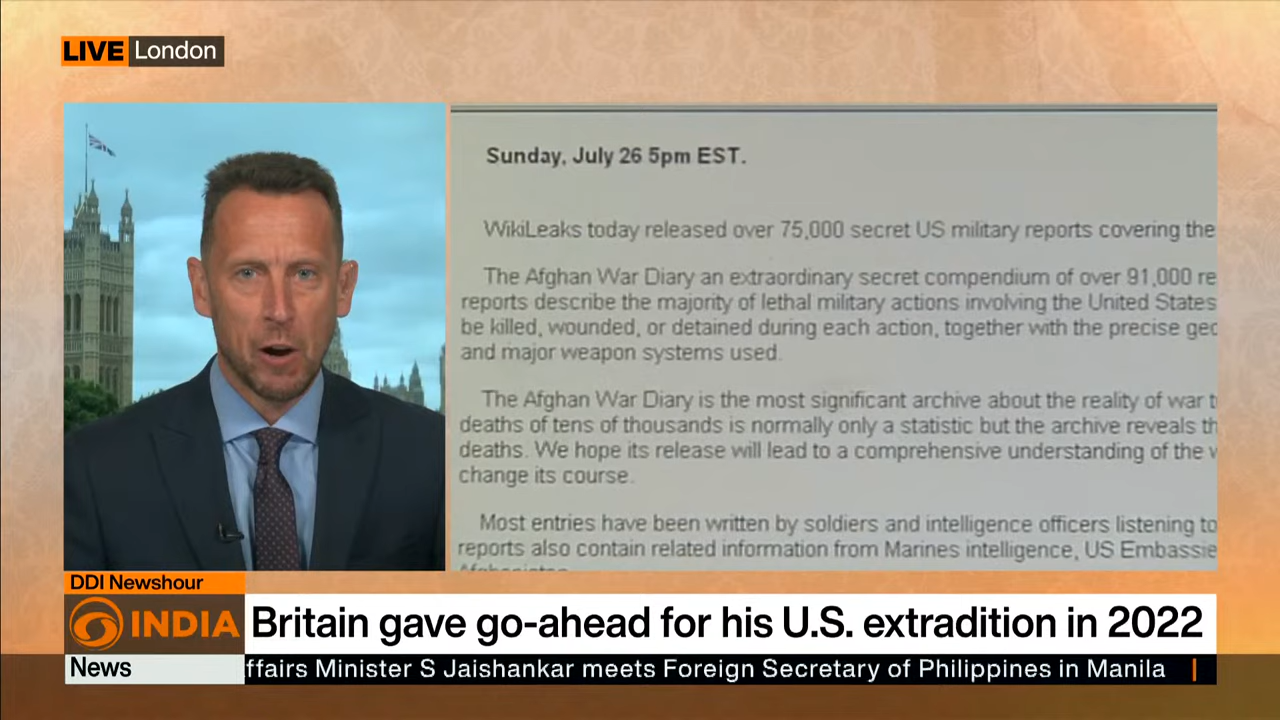 LIVE London
Sunday, July 26 5pm EST.
WikiLeaks today released over 75,000 secret US military reports covering the
The Afghan War Diary an extraordinary secret compendium of over 91,000 re
reports describe the majority of lethal military actions involving the United States
be killed, wounded, or detained during each action, together with the precise geo
and major weapon systems used.
The Afghan War Diary is the most significant archive about the reality of war t
deaths of tens of thousands is normally only a statistic but the archive reveals th
deaths. We hope its release will lead to a comprehensive understanding of the w
change its course.
Most entries have been written by soldiers and intelligence officers listening to
reports also contain related information from Marines intelligence, US Embassie
DDI Newshour
INDIA
Britain gave go-ahead for his U.S. extradition in 2022
News
ffairs Minister S Jaishankar meets Foreign Secretary of Philippines in Manila |